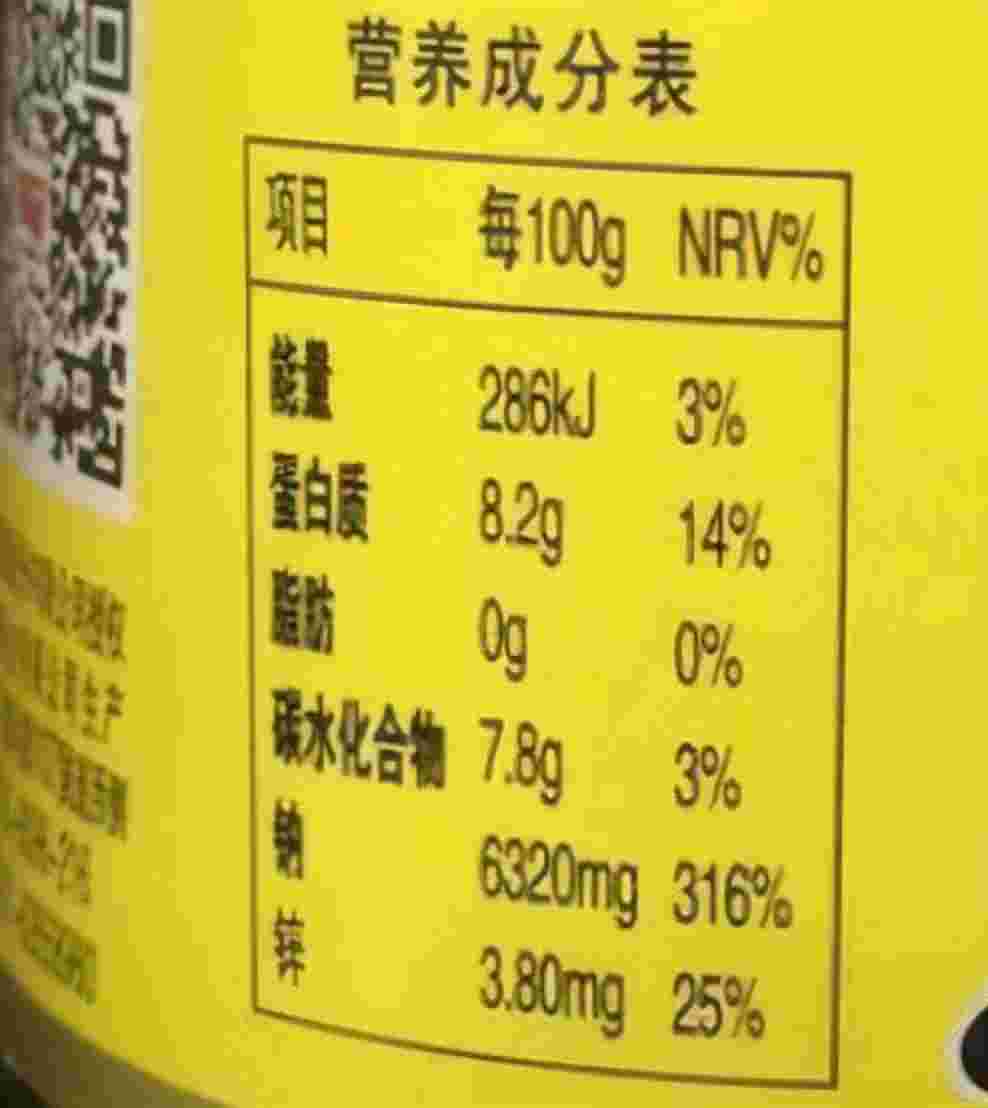 营养成分表
项目 每100g NRV%
能量 286kJ 3%
蛋白质 8.2g 14%
脂肪 0g 0%
碳水化合物 7.8g 3%
钠 6320mg 316%
锌 3.80mg 25%